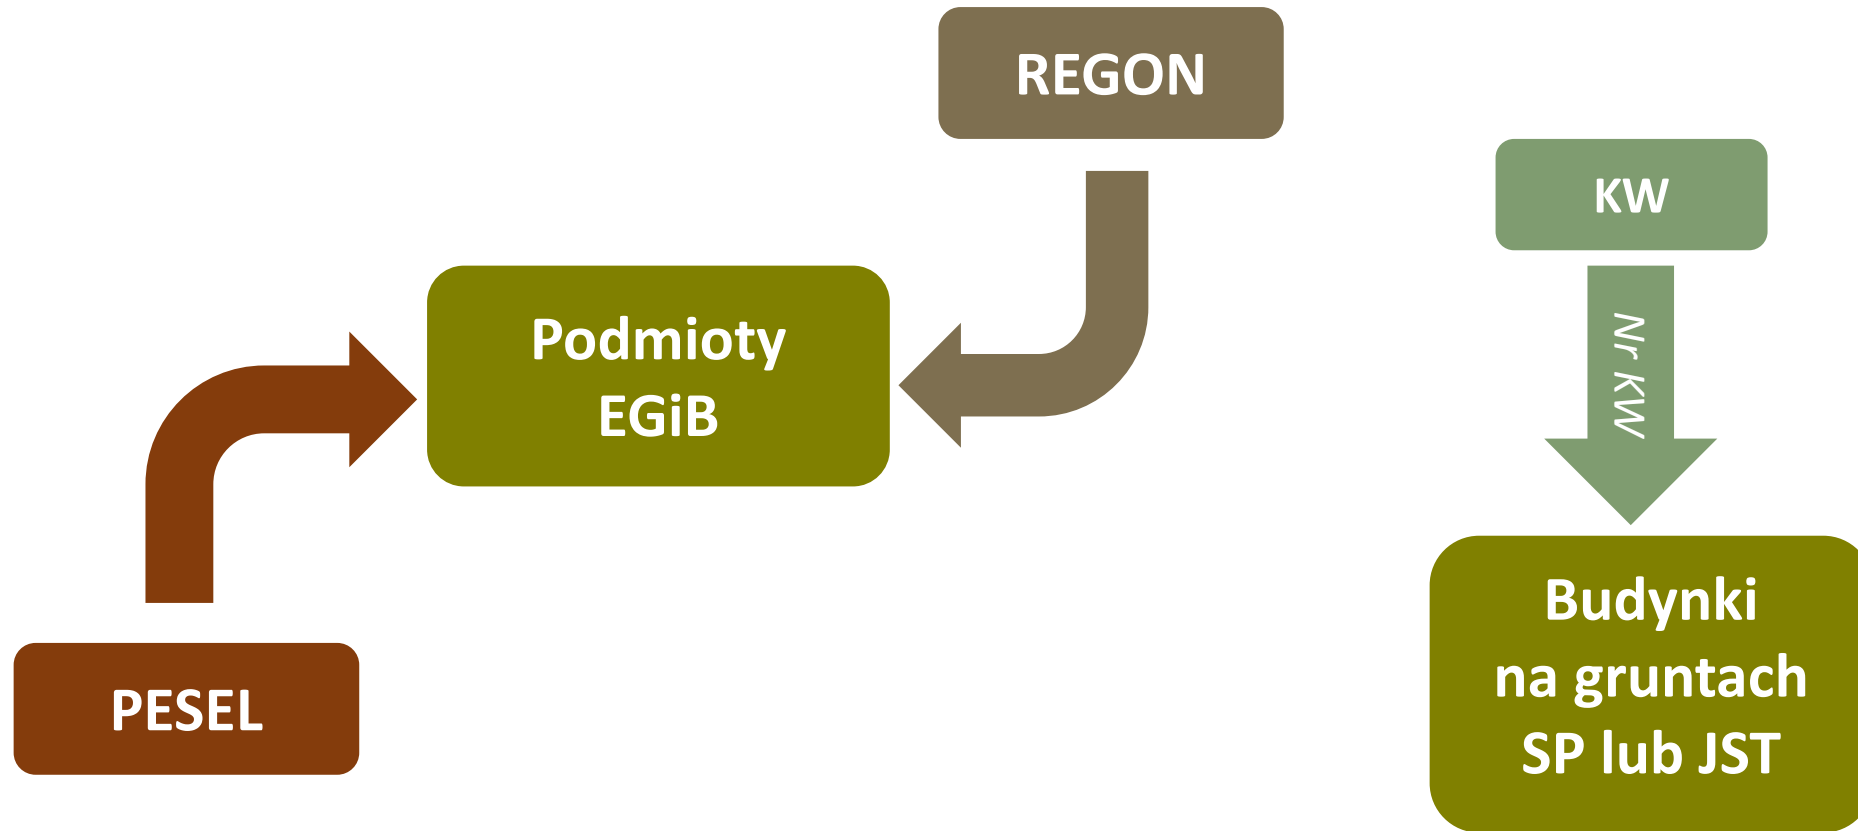 REGON
KW
Podmioty
EGiB
Nr KW
Budynki
na gruntach
SP lub JST
PESEL